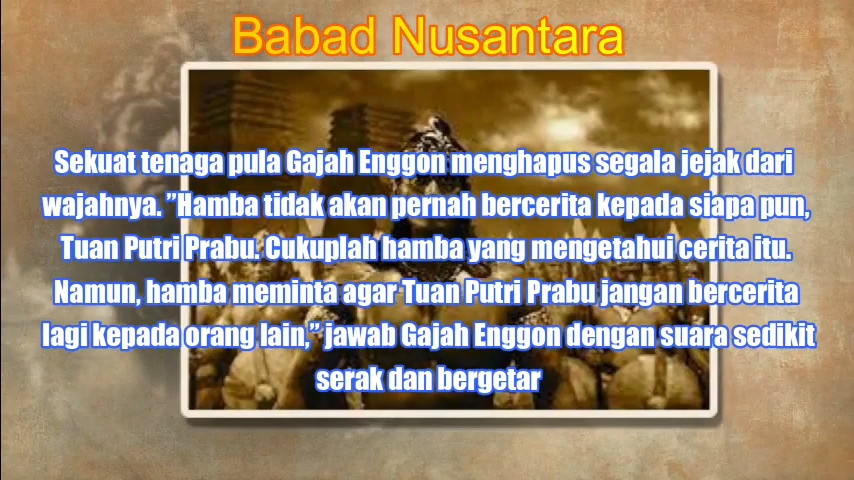 Babad Nusantara
Sekuat tenaga pula Gajah Enggon menghapus segala jejak dari
wajahnya. ”Hamba tidak akan pernah bercerita kepada siapa pun,
Tuan Putri Prabu. Cukuplah hamba yang mengetahui cerita itu.
Namun, hamba meminta agar Tuan Putri Prabu jangan bercerita
lagi kepada orang lain,” jawab Gajah Enggon dengan suara sedikit
serak dan bergetar